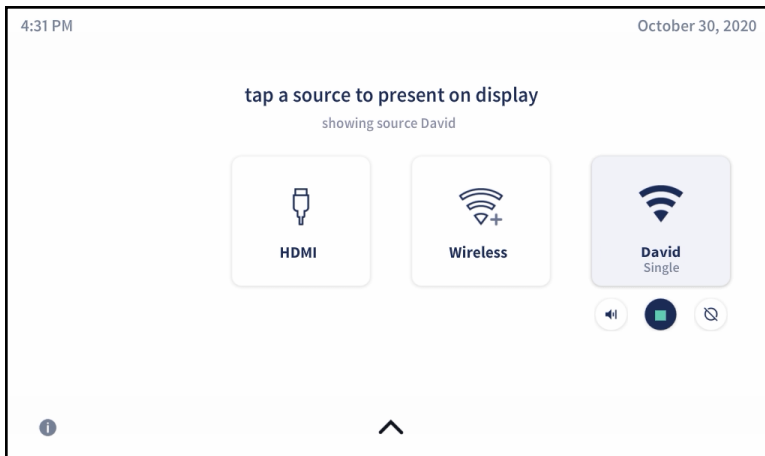 4:31 PM
October 30, 2020
tap a source to present on display
showing source David
HDMI
Wireless
David
Single